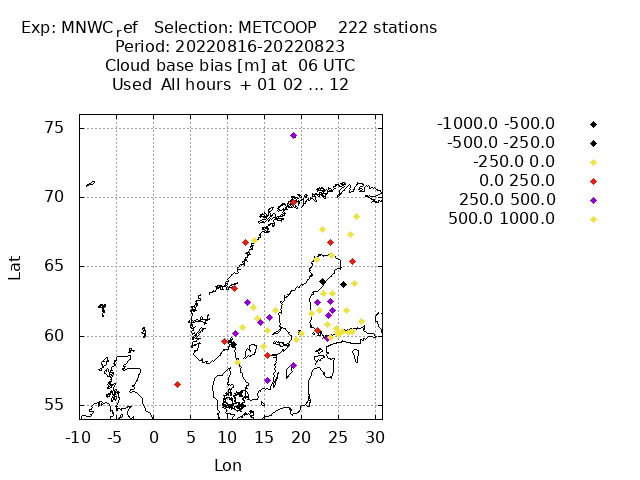 Exp: MNWCref   Selection: METCOOP    222 stations
Period: 20220816-20220823
Cloud base bias [m] at  06 UTC
Used  All hours  + 01 02 ... 12
-1000.0 -500.0
-500.0 -250.0
-250.0 0.0
0.0 250.0
250.0 500.0
500.0 1000.0
75
70
65
60
55
Lat
-10 -5 0 5 10 15 20 25 30
Lon